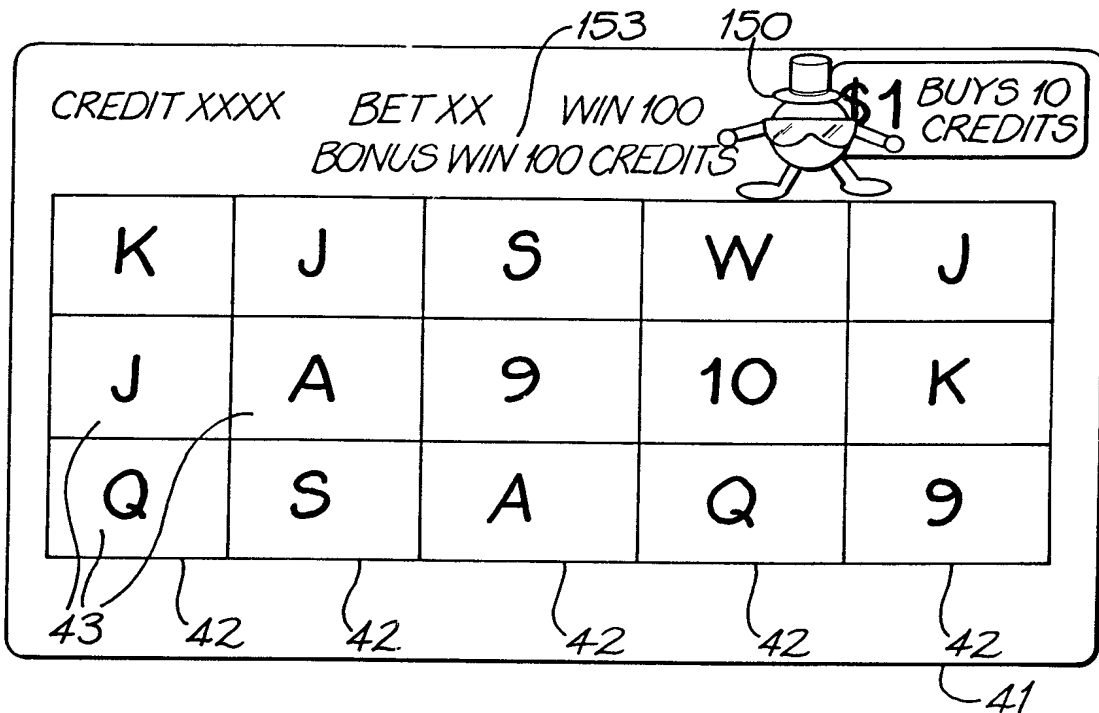 153 150
CREDIT XXXX BET XX WIN 100 $1 BUYS 10
BONUS WIN 100 CREDITS CREDITS
K J S W J
J A 9 10 K
Q S A Q 9
43 42 42 42 42 42
41